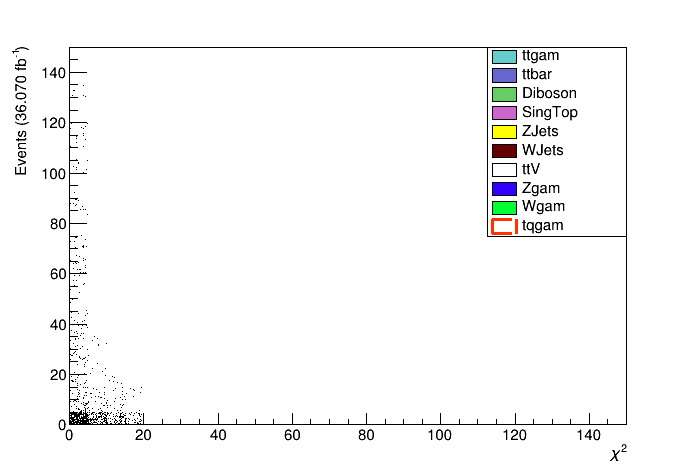 Events (36.070 fb⁻¹)
140
120
100
80
60
40
20
0
0 20 40 60 80 100 120 140
χ²
ttgam
ttbar
Diboson
SingTop
ZJets
WJets
ttV
Zgam
Wgam
tqgam